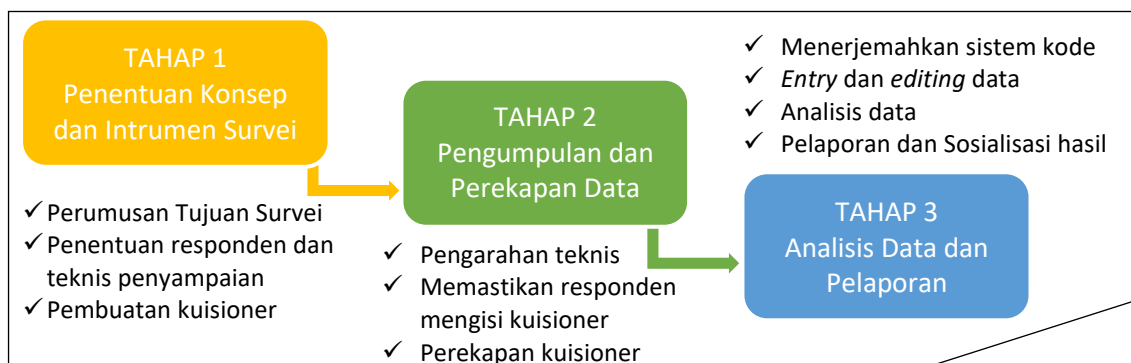 TAHAP 1
Penentuan Konsep
dan Intrumen Survei
✓ Perumusan Tujuan Survei
✓ Penentuan responden dan
teknis penyampaian
✓ Pembuatan kuisioner
TAHAP 2
Pengumpulan dan
Perekapan Data
✓ Pengarahan teknis
✓ Memastikan responden
mengisi kuisioner
✓ Perekapan kuisioner
✓ Menerjemahkan sistem kode
✓ Entry dan editing data
✓ Analisis data
✓ Pelaporan dan Sosialisasi hasil
TAHAP 3
Analisis Data dan
Pelaporan